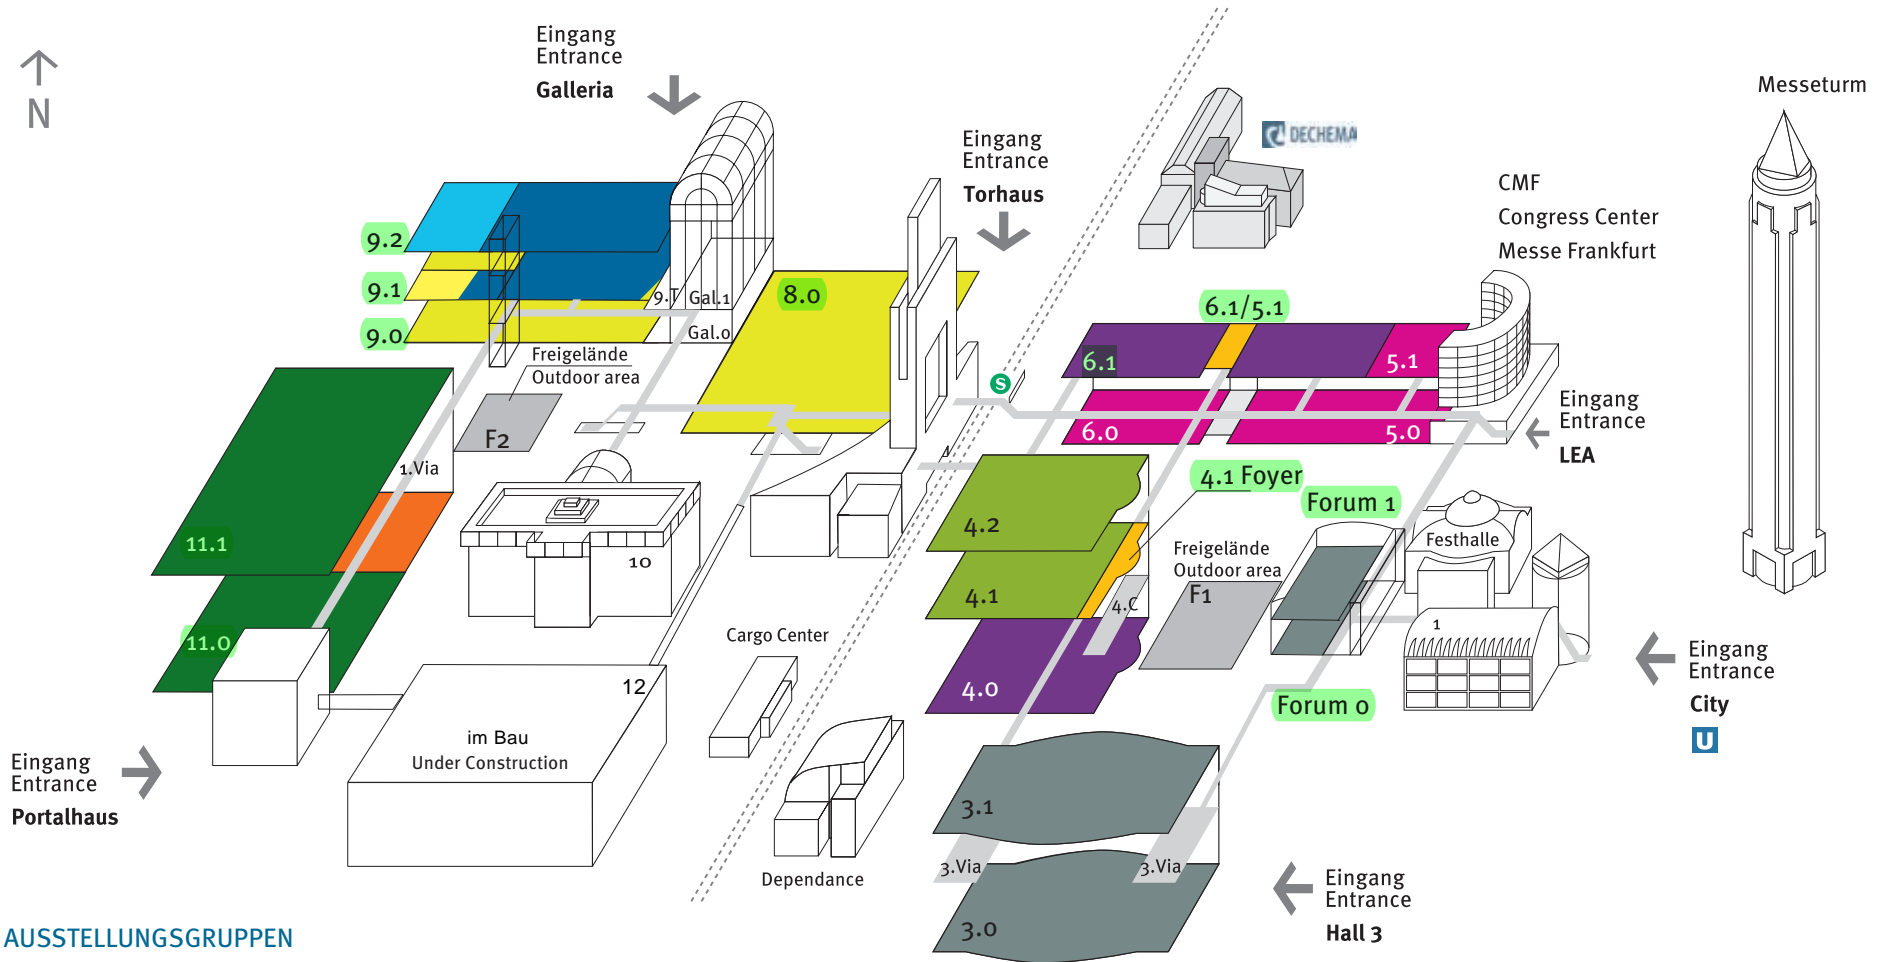 Eingang
Entrance
Galleria
N
Messeturm
DECHEMA
Eingang
Entrance
Torhaus
CMF
Congress Center
Messe Frankfurt
9.2
9.1
9.0
9.T
Gal.1
Gal.0
8.0
6.1/5.1
6.1
5.1
S
6.0
5.0
Eingang
Entrance
LEA
Freigelände
Outdoor area
F2
1.Via
11.1
11.0
10
4.2
4.1
4.0
4.1 Foyer
4.C
Freigelände
Outdoor area
F1
Forum 1
Festhalle
1
Forum 0
Eingang
Entrance
City
U
Cargo Center
12
im Bau
Under Construction
Eingang
Entrance
Portalhaus
Dependance
3.1
3.Via
3.Via
3.0
Eingang
Entrance
Hall 3
AUSSTELLUNGSGRUPPEN